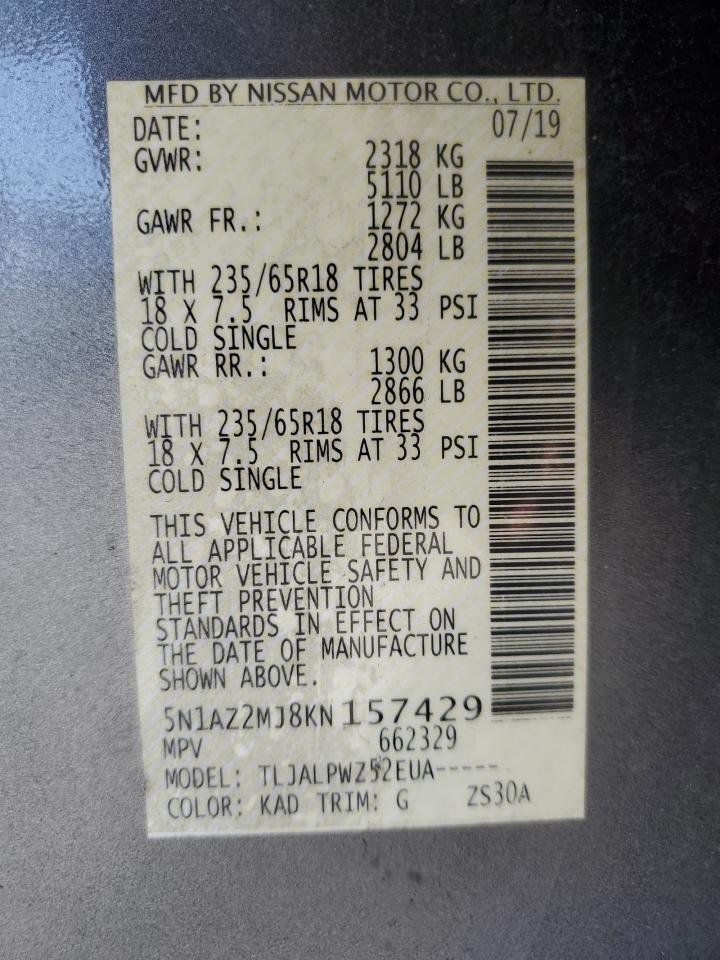 MFD BY NISSAN MOTOR CO., LTD.
DATE: 07/19
GVWR: 2318 KG
5110 LB
GAWR FR.: 1272 KG
2804 LB
WITH 235/65R18 TIRES
18 X 7.5 RIMS AT 33 PSI
COLD SINGLE
GAWR RR.: 1300 KG
2866 LB
WITH 235/65R18 TIRES
18 X 7.5 RIMS AT 33 PSI
COLD SINGLE
THIS VEHICLE CONFORMS TO
ALL APPLICABLE FEDERAL
MOTOR VEHICLE SAFETY AND
THEFT PREVENTION
STANDARDS IN EFFECT ON
THE DATE OF MANUFACTURE
SHOWN ABOVE.
5N1AZ2MJ8KN157429
MPV 662329
MODEL: TLJALPWZ52EUA-----
COLOR: KAD TRIM: G ZS30A